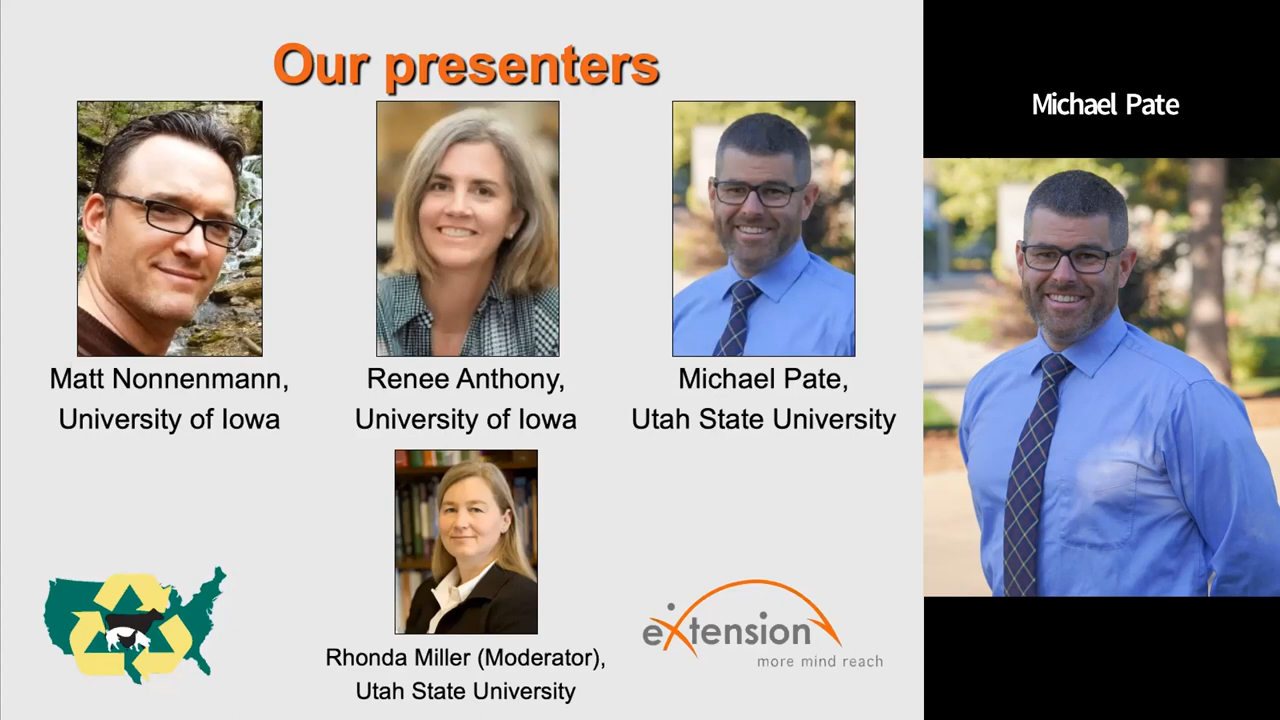 Our presenters
Michael Pate
Matt Nonnenmann,
University of Iowa
Renee Anthony,
University of Iowa
Michael Pate,
Utah State University
Rhonda Miller (Moderator),
Utah State University
eXtension
more mind reach